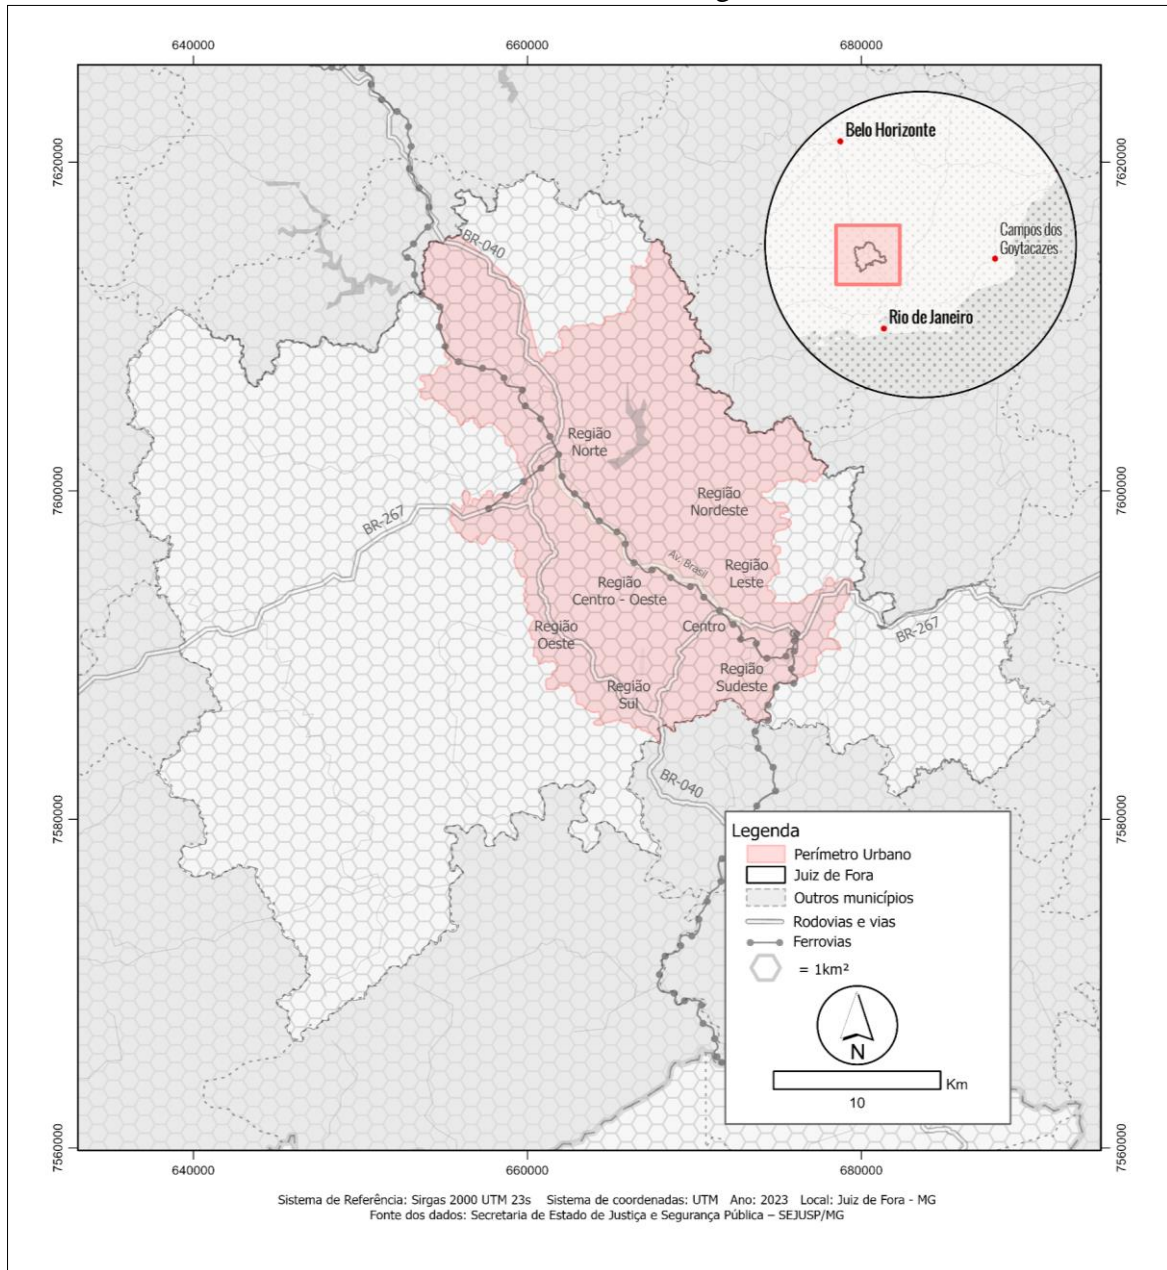 640000
660000
680000
7620000
7620000
Belo Horizonte
Campos dos
Goytacazes
Rio de Janeiro
BR-040
Região
Norte
7600000
7600000
Região
Nordeste
BR-267
Av. Brasil
Região
Leste
Região
Centro - Oeste
Centro
Região
Oeste
BR-267
Região
Sudeste
Região
Sul
BR-040
7580000
7580000
Legenda
Perímetro Urbano
Juiz de Fora
Outros municípios
Rodovias e vias
Ferrovias
= 1km²
N
Km
10
7560000
7560000
640000
660000
680000
Sistema de Referência: Sirgas 2000 UTM 23s Sistema de coordenadas: UTM Ano: 2023 Local: Juiz de Fora - MG
Fonte dos dados: Secretaria de Estado de Justiça e Segurança Pública – SEJUSP/MG